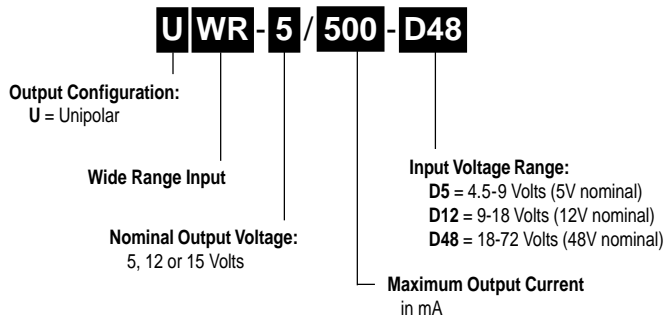 U WR - 5 / 500 - D48
Output Configuration:
U = Unipolar
Wide Range Input
Nominal Output Voltage:
5, 12 or 15 Volts
Input Voltage Range:
D5 = 4.5-9 Volts (5V nominal)
D12 = 9-18 Volts (12V nominal)
D48 = 18-72 Volts (48V nominal)
Maximum Output Current
in mA